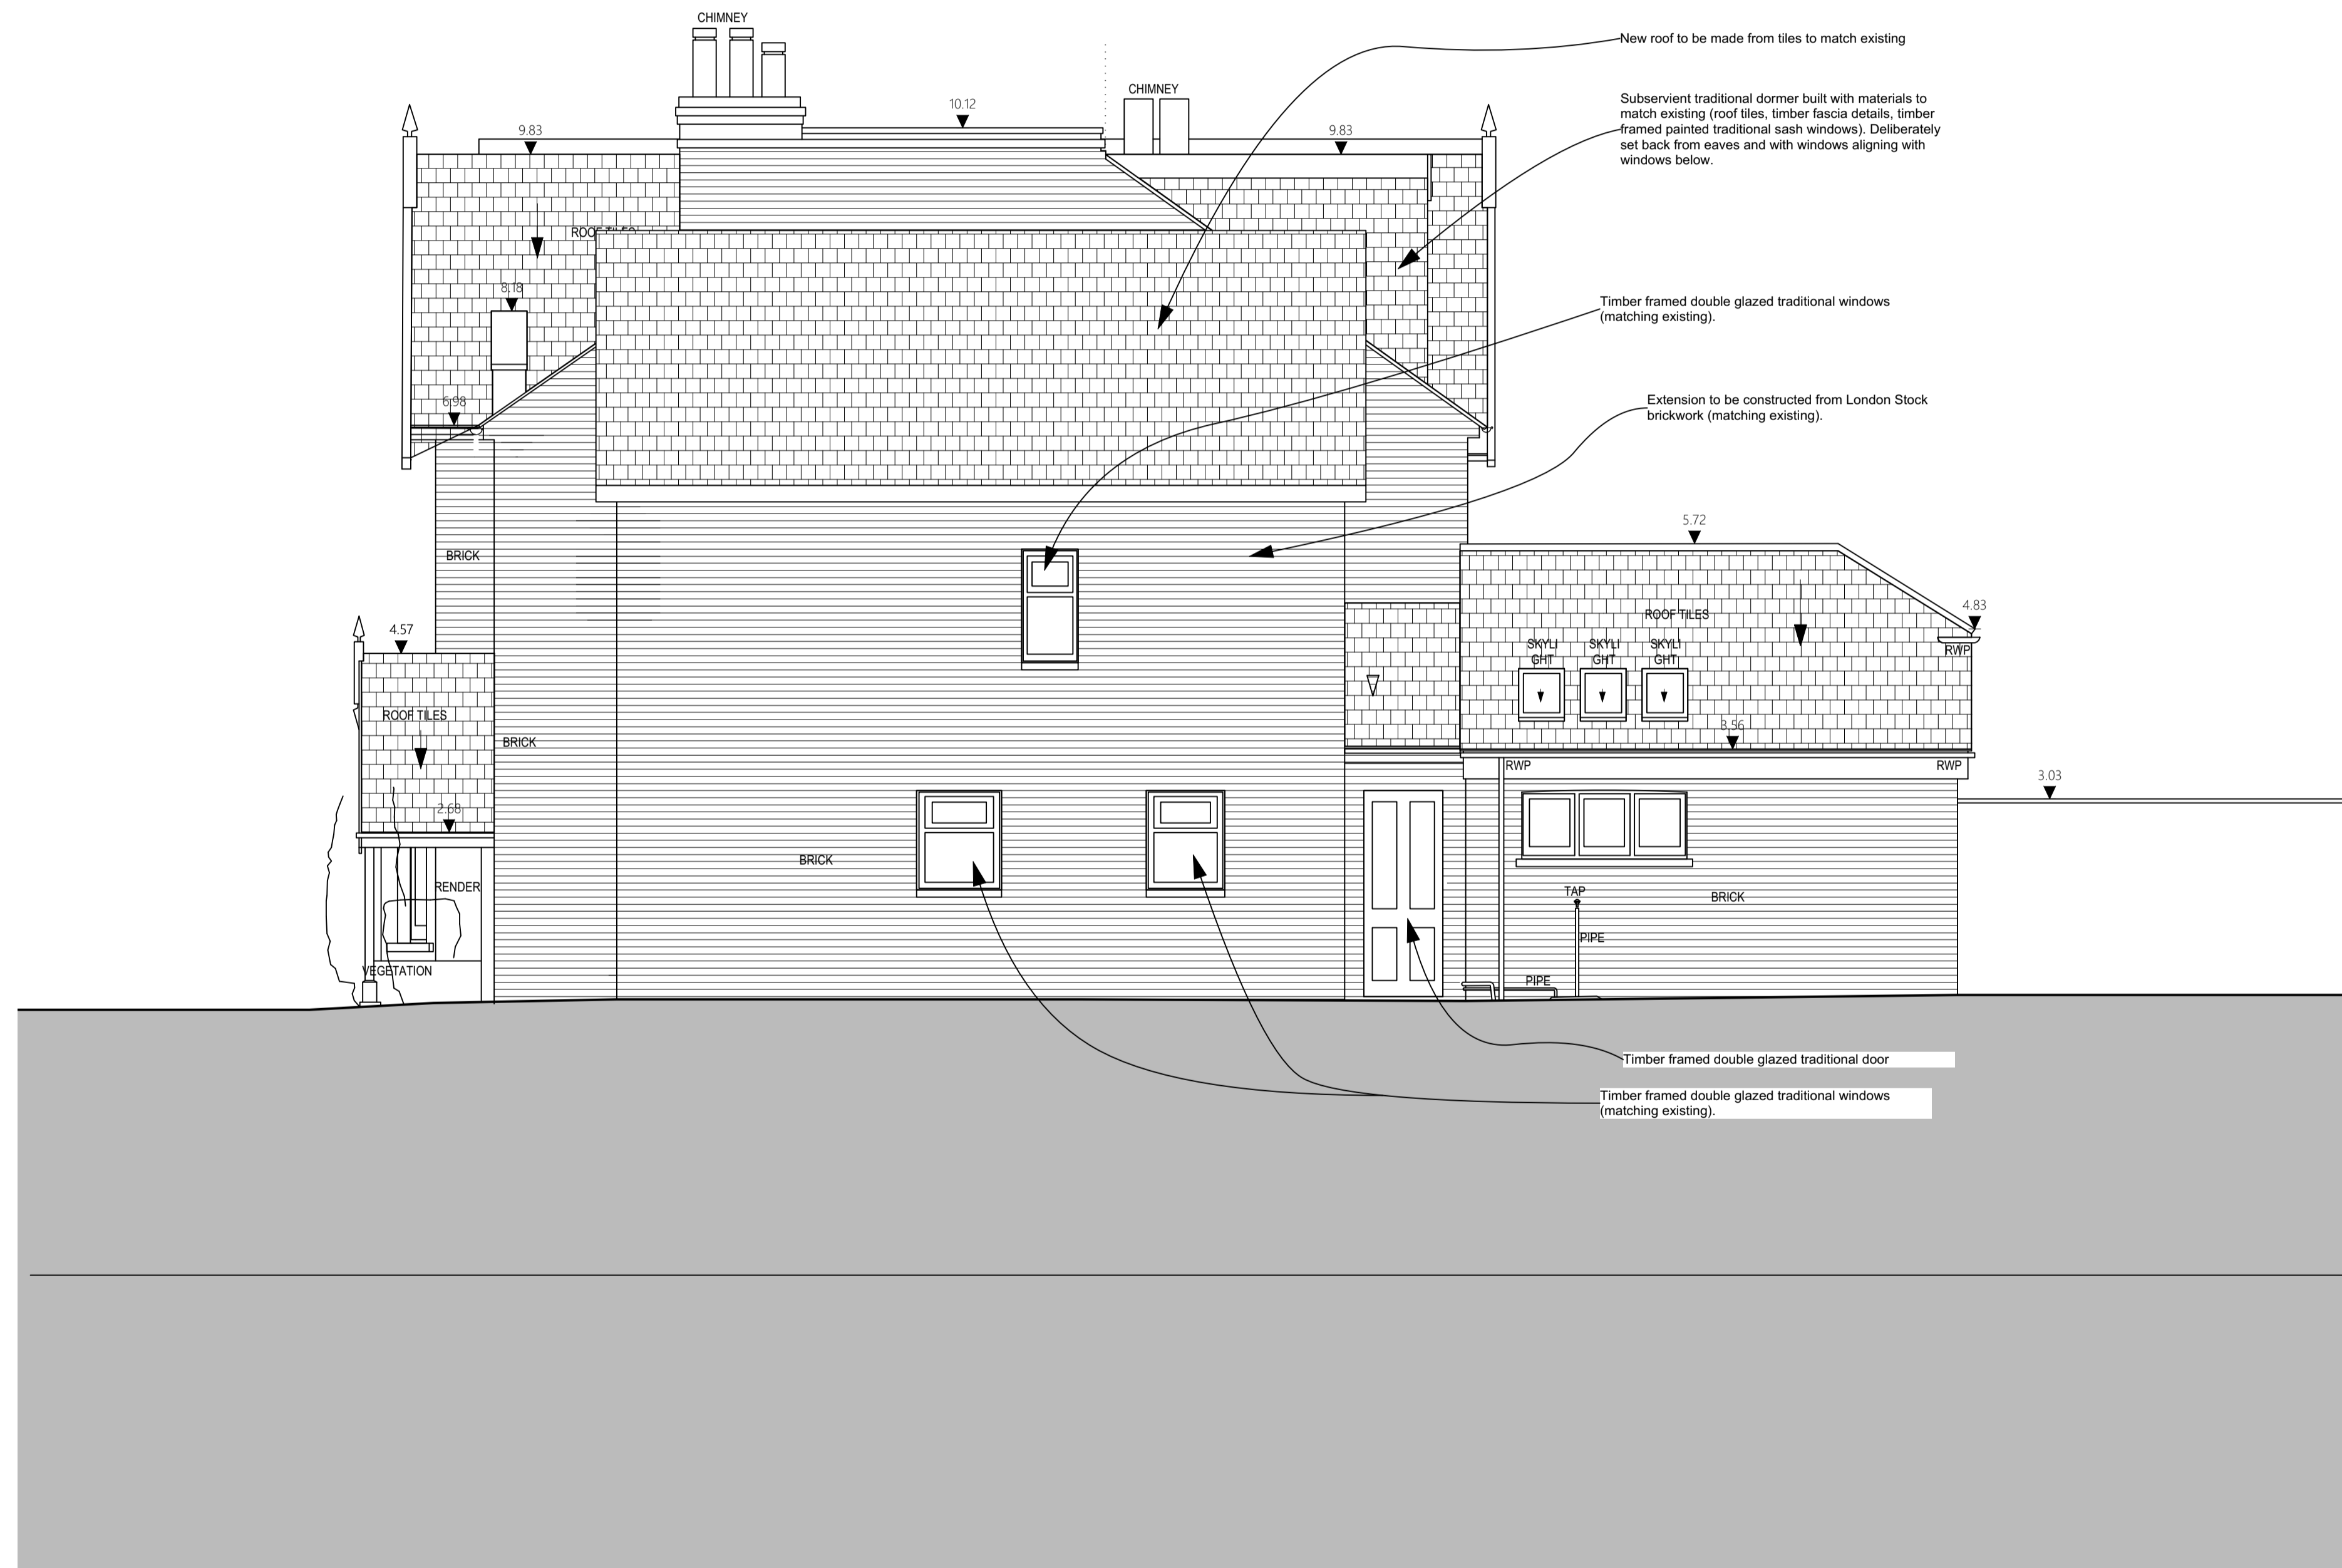 CHIMNEY
New roof to be made from tiles to match existing
CHIMNEY
Subservient traditional dormer built with materials to
match existing (roof tiles, timber fascia details, timber
framed painted traditional sash windows). Deliberately
set back from eaves and with windows aligning with
windows below.
10.12
9.83
9.83
ROOF TILES
8.18
Timber framed double glazed traditional windows
(matching existing).
6.98
Extension to be constructed from London Stock
brickwork (matching existing).
5.72
BRICK
4.83
ROOF TILES
4.57
SKYLI
GHT
SKYLI
GHT
SKYLI
GHT
RWP
ROOF TILES
3.56
BRICK
RWP
RWP
3.03
2.68
BRICK
RENDER
TAP
BRICK
PIPE
VEGETATION
PIPE
Timber framed double glazed traditional door
Timber framed double glazed traditional windows
(matching existing).